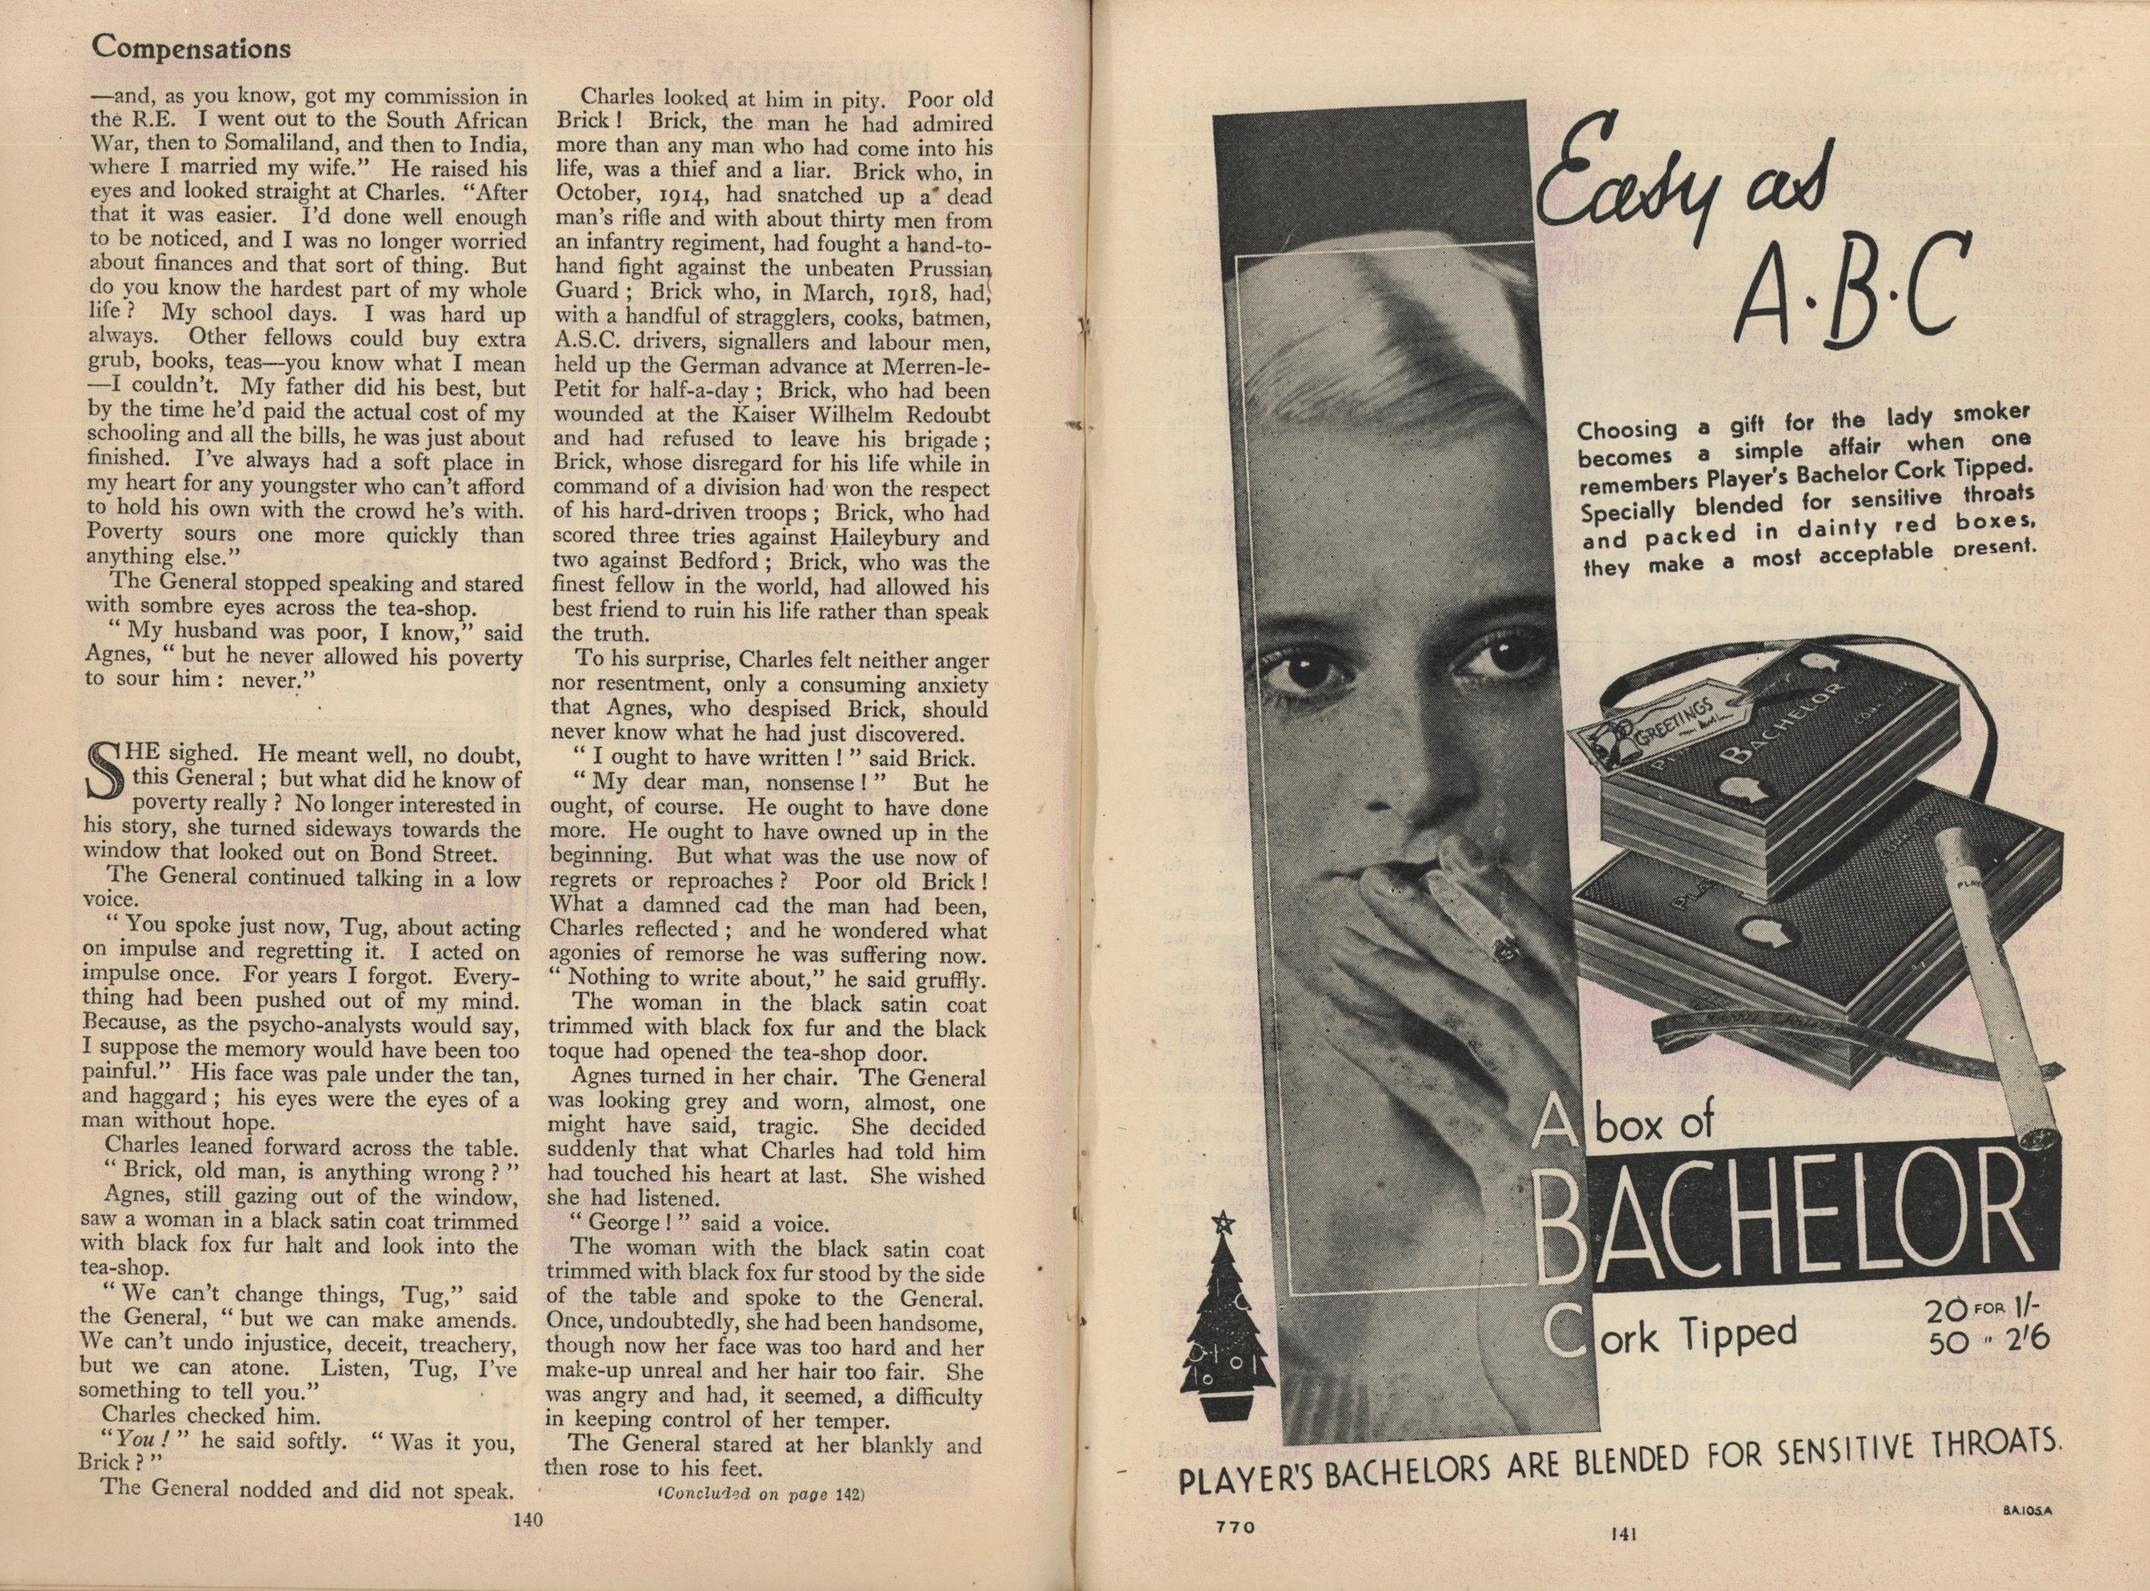 Compensations
—and, as you know, got my commission in
the R.E. I went out to the South African
War, then to Somaliland, and then to India,
where I married my wife.” He raised his
eyes and looked straight at Charles. “After
that it was easier. I'd done well enough
to be noticed, and I was no longer worried
about finances and that sort of thing. But
do you know the hardest part of my whole
life? My school days. I was hard up
always. Other fellows could buy extra
grub, books, teas—you know what I mean
—I couldn't. My father did his best, but
by the time he'd paid the actual cost of my
schooling and all the bills, he was just about
finished. I've always had a soft place in
my heart for any youngster who can't afford
to hold his own with the crowd he's with.
Poverty sours one more quickly than
anything else.”
The General stopped speaking and stared
with sombre eyes across the tea-shop.
“My husband was poor, I know,” said
Agnes, “but he never allowed his poverty
to sour him: never.”
SHE sighed. He meant well, no doubt,
this General; but what did he know of
poverty really? No longer interested in
his story, she turned sideways towards the
window that looked out on Bond Street.
The General continued talking in a low
voice.
“You spoke just now, Tug, about acting
on impulse and regretting it. I acted on
impulse once. For years I forgot. Every-
thing had been pushed out of my mind.
Because, as the psycho-analysts would say,
I suppose the memory would have been too
painful.” His face was pale under the tan,
and haggard; his eyes were the eyes of a
man without hope.
Charles leaned forward across the table.
“Brick, old man, is anything wrong?”
Agnes, still gazing out of the window,
saw a woman in a black satin coat trimmed
with black fox fur halt and look into the
tea-shop.
“We can't change things, Tug,” said
the General, “but we can make amends.
We can't undo injustice, deceit, treachery,
but we can atone. Listen, Tug, I've
something to tell you.”
Charles checked him.
“You!” he said softly. “Was it you,
Brick?”
The General nodded and did not speak.
Charles looked at him in pity. Poor old
Brick! Brick, the man he had admired
more than any man who had come into his
life, was a thief and a liar. Brick who, in
October, 1914, had snatched up a dead
man's rifle and with about thirty men from
an infantry regiment, had fought a hand-to-
hand fight against the unbeaten Prussian
Guard; Brick who, in March, 1918, had,
with a handful of stragglers, cooks, batmen,
A.S.C. drivers, signallers and labour men,
held up the German advance at Merren-le-
Petit for half-a-day; Brick, who had been
wounded at the Kaiser Wilhelm Redoubt
and had refused to leave his brigade;
Brick, whose disregard for his life while in
command of a division had won the respect
of his hard-driven troops; Brick, who had
scored three tries against Haileybury and
two against Bedford; Brick, who was the
finest fellow in the world, had allowed his
best friend to ruin his life rather than speak
the truth.
To his surprise, Charles felt neither anger
nor resentment, only a consuming anxiety
that Agnes, who despised Brick, should
never know what he had just discovered.
“I ought to have written!” said Brick.
“My dear man, nonsense!” But he
ought, of course. He ought to have done
more. He ought to have owned up in the
beginning. But what was the use now of
regrets or reproaches? Poor old Brick!
What a damned cad the man had been,
Charles reflected; and he wondered what
agonies of remorse he was suffering now.
“Nothing to write about,” he said gruffly.
The woman in the black satin coat
trimmed with black fox fur and the black
toque had opened the tea-shop door.
Agnes turned in her chair. The General
was looking grey and worn, almost, one
might have said, tragic. She decided
suddenly that what Charles had told him
had touched his heart at last. She wished
she had listened.
“George!” said a voice.
The woman with the black satin coat
trimmed with black fox fur stood by the side
of the table and spoke to the General.
Once, undoubtedly, she had been handsome,
though now her face was too hard and her
make-up unreal and her hair too fair. She
was angry and had, it seemed, a difficulty
in keeping control of her temper.
The General stared at her blankly and
then rose to his feet.
(Concluded on page 142)
140
Easy as
A·B·C
Choosing a gift for the lady smoker
becomes a simple affair when one
remembers Player's Bachelor Cork Tipped.
Specially blended for sensitive throats
and packed in dainty red boxes,
they make a most acceptable present.
GREETINGS
BACHELOR
PLAY
Merry Christmas
A box of
BACHELOR
Cork Tipped
20 FOR 1/-
50 " 2'6
PLAYER'S BACHELORS ARE BLENDED FOR SENSITIVE THROATS.
B.A.105.A
770
141